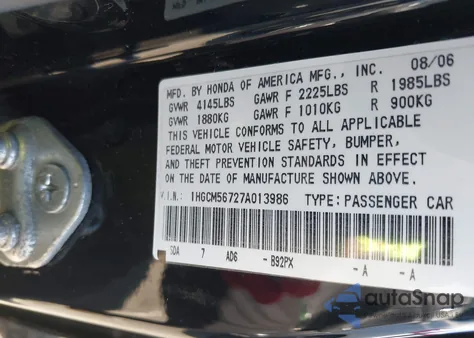 MFD. BY HONDA OF AMERICA MFG., INC. 08/06
GVWR 4145LBS GAWR F 2225LBS R 1985LBS
GVWR 1880KG GAWR F 1010KG R 900KG
THIS VEHICLE CONFORMS TO ALL APPLICABLE
FEDERAL MOTOR VEHICLE SAFETY, BUMPER,
AND THEFT PREVENTION STANDARDS IN EFFECT
ON THE DATE OF MANUFACTURE SHOWN ABOVE.
V.I.N.: 1HGCM56727A013986 TYPE: PASSENGER CAR
SDA 7 AD6 -B92PX -A -A
autoSnap